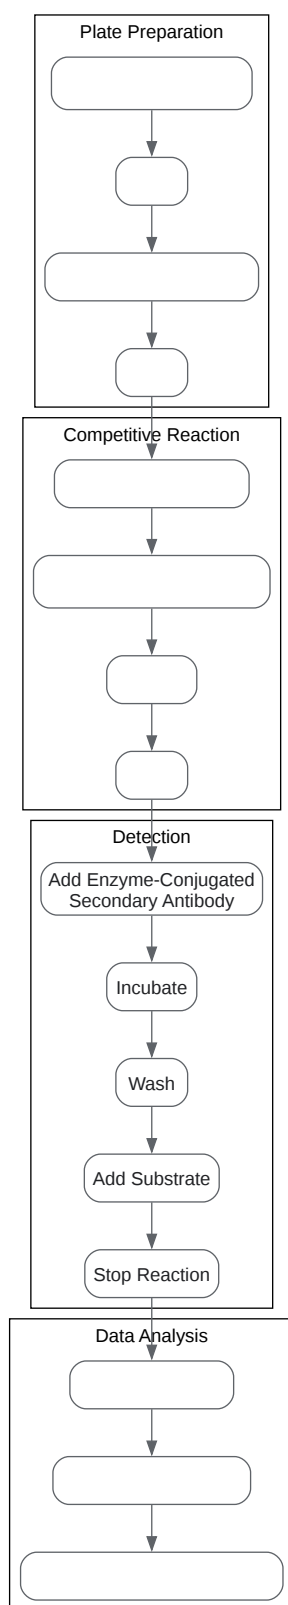 Plate Preparation
Competitive Reaction
Detection
Add Enzyme-Conjugated
Secondary Antibody
Incubate
Wash
Add Substrate
Stop Reaction
Data Analysis